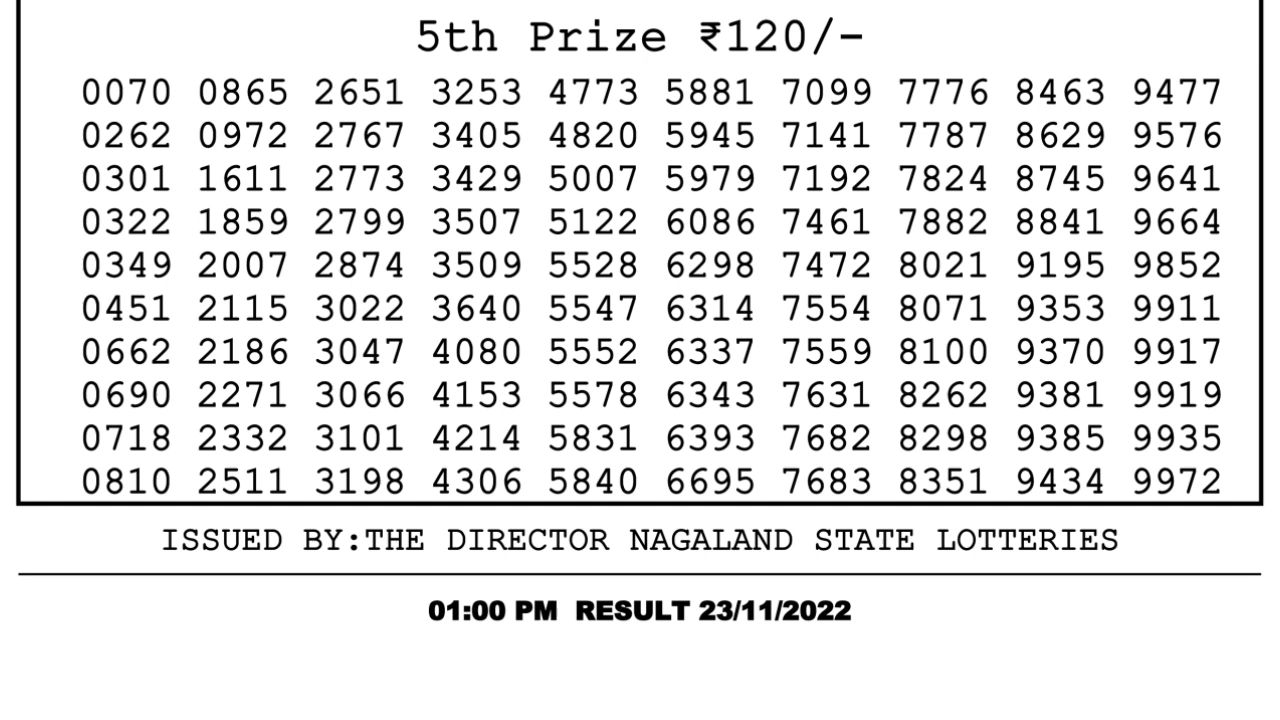 5th Prize ₹120/-
0070 0865 2651 3253 4773 5881 7099 7776 8463 9477
0262 0972 2767 3405 4820 5945 7141 7787 8629 9576
0301 1611 2773 3429 5007 5979 7192 7824 8745 9641
0322 1859 2799 3507 5122 6086 7461 7882 8841 9664
0349 2007 2874 3509 5528 6298 7472 8021 9195 9852
0451 2115 3022 3640 5547 6314 7554 8071 9353 9911
0662 2186 3047 4080 5552 6337 7559 8100 9370 9917
0690 2271 3066 4153 5578 6343 7631 8262 9381 9919
0718 2332 3101 4214 5831 6393 7682 8298 9385 9935
0810 2511 3198 4306 5840 6695 7683 8351 9434 9972
ISSUED BY:THE DIRECTOR NAGALAND STATE LOTTERIES
01:00 PM RESULT 23/11/2022